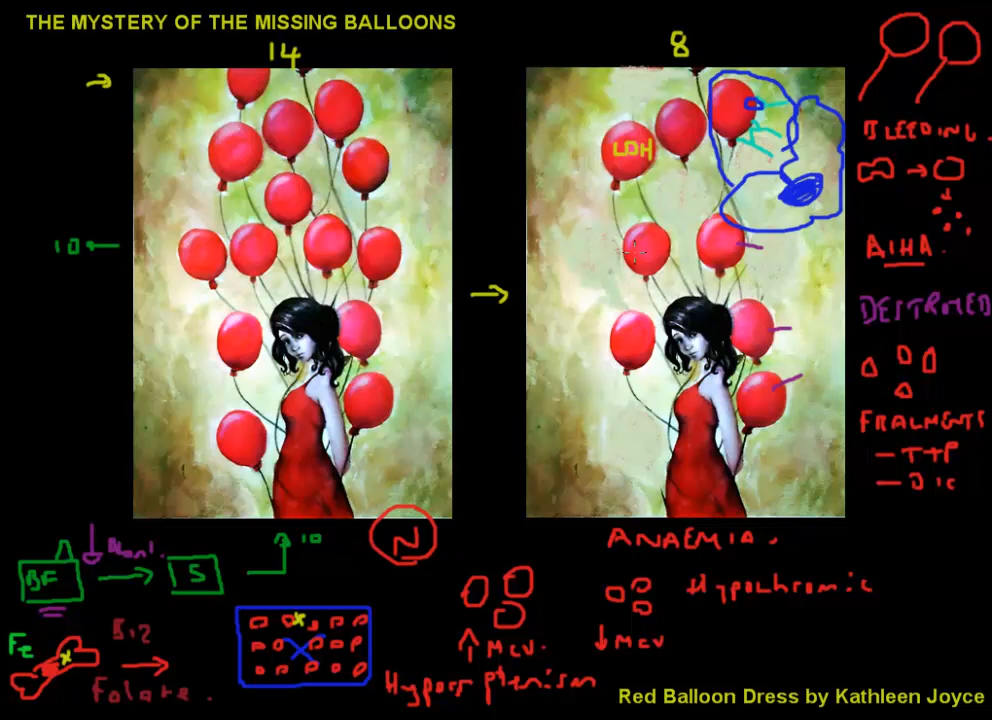 THE MYSTERY OF THE MISSING BALLOONS
14
8
LDH
BLEEDING.
10
AIHA.
DESTROYED
FRAGMENTS
- TTP
- DIC
N
ANAEMIA.
10
BF
S
Hypochromic
Fe
B12
↑ MCV.
↓ MCV
Folate.
Hyposplenism
Red Balloon Dress by Kathleen Joyce